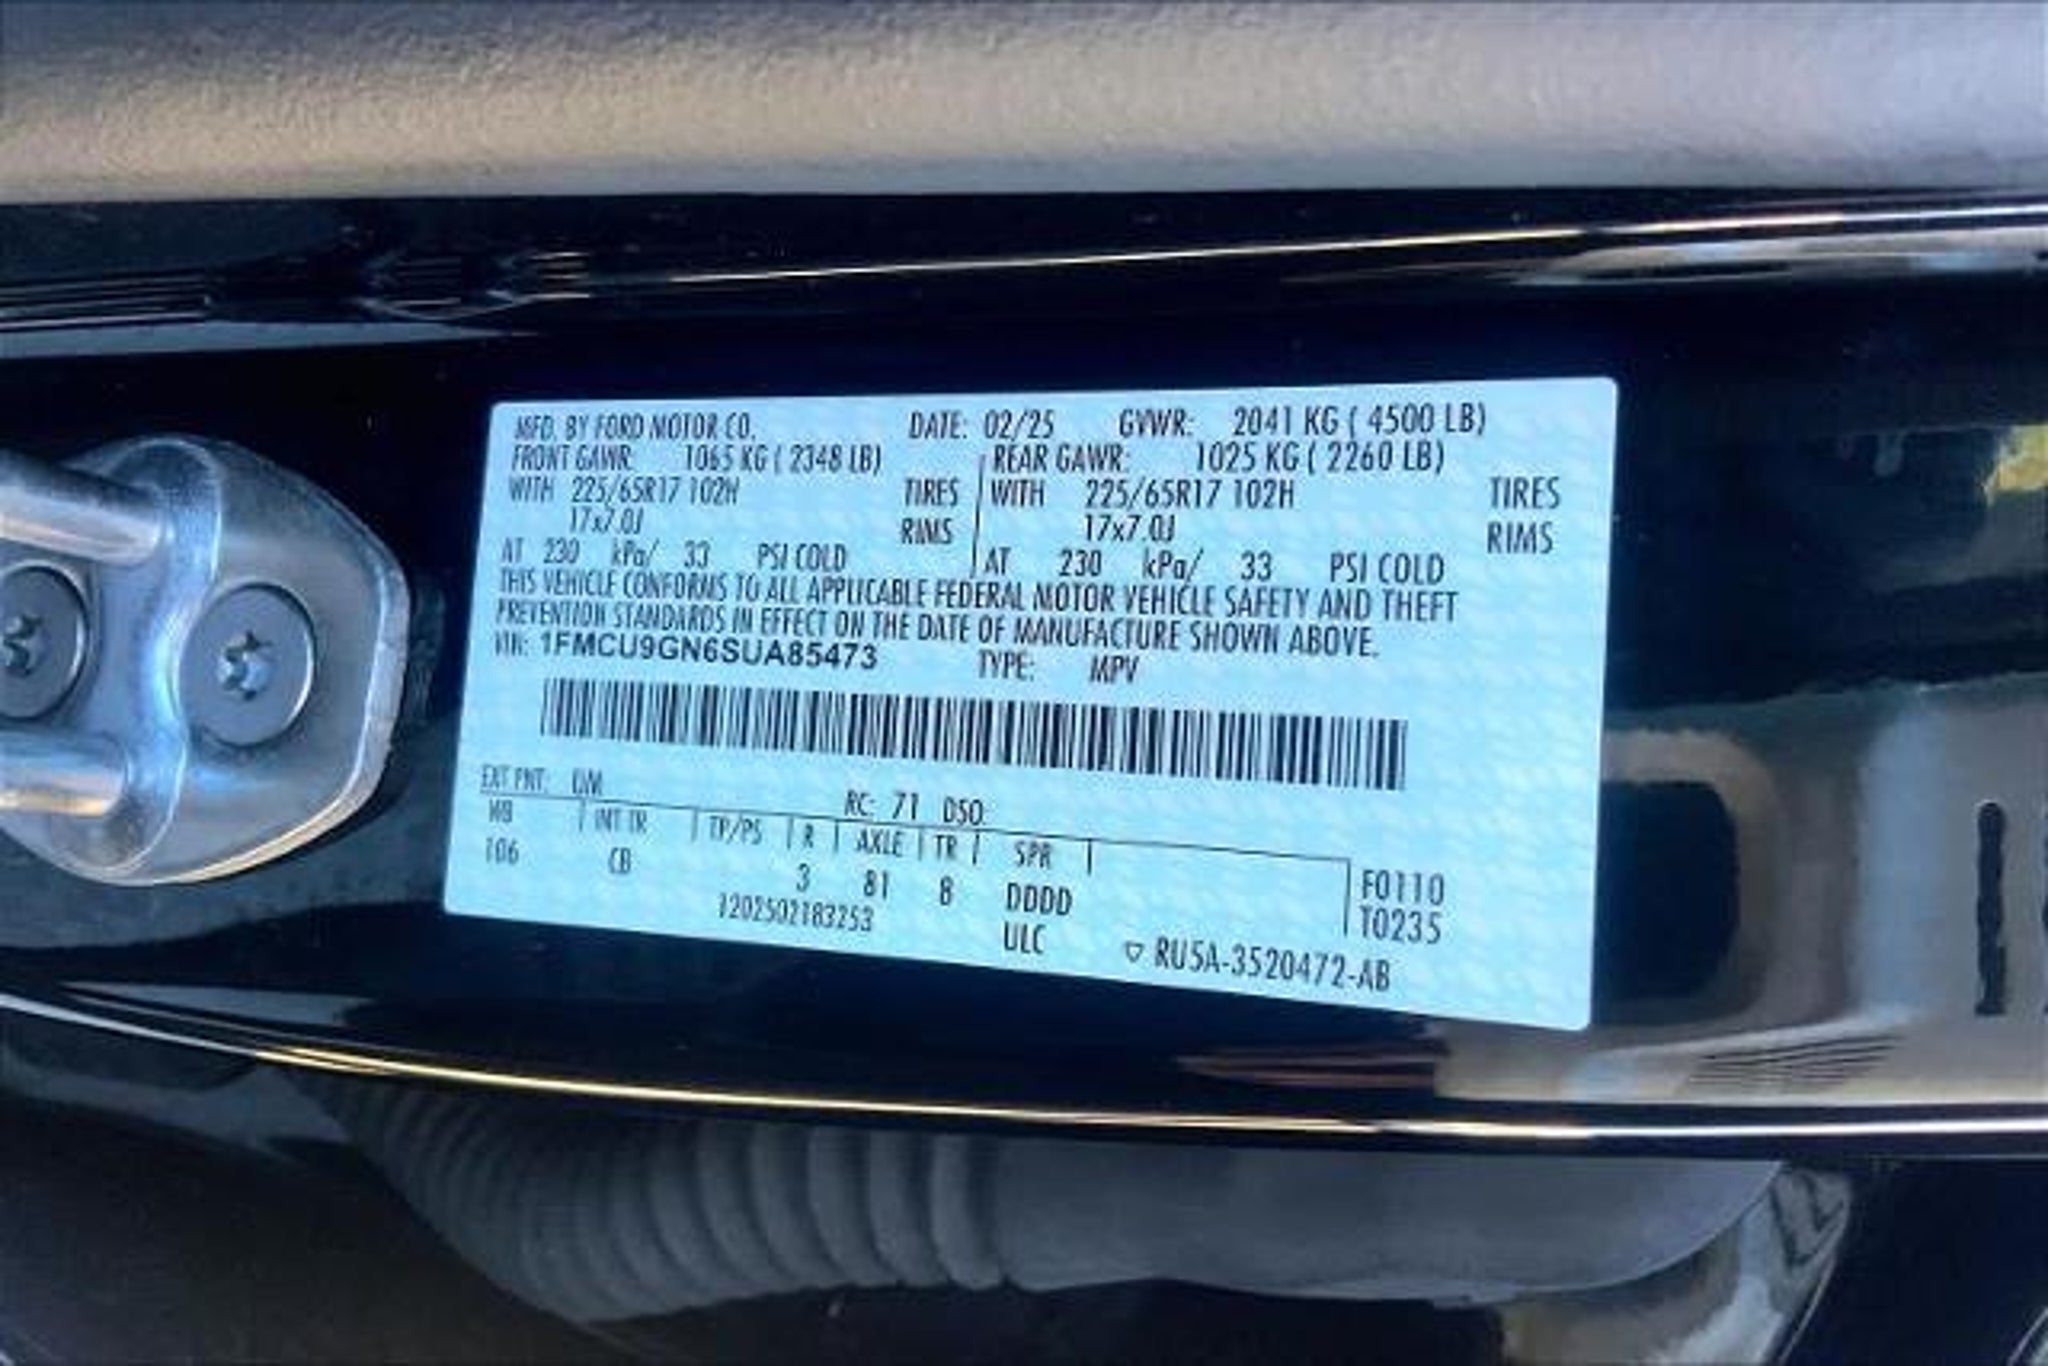 MFD. BY FORD MOTOR CO. DATE: 02/25 GVWR: 2041 KG ( 4500 LB)
FRONT GAWR: 1065 KG ( 2348 LB) REAR GAWR: 1025 KG ( 2260 LB)
WITH 225/65R17 102H TIRES WITH 225/65R17 102H TIRES
17x7.0J RIMS 17x7.0J RIMS
AT 230 kPa/ 33 PSI COLD AT 230 kPa/ 33 PSI COLD
THIS VEHICLE CONFORMS TO ALL APPLICABLE FEDERAL MOTOR VEHICLE SAFETY AND THEFT
PREVENTION STANDARDS IN EFFECT ON THE DATE OF MANUFACTURE SHOWN ABOVE.
VIN: 1FMCU9GN6SUA85473 TYPE: MPV
EXT PNT: UM RC: 71 DSO:
WB INT TR TP/PS R AXLE TR SPR
106 CB 3 81 8 DDDD F0110
1202502183253 ULC T0235
▽ RU5A-3520472-AB